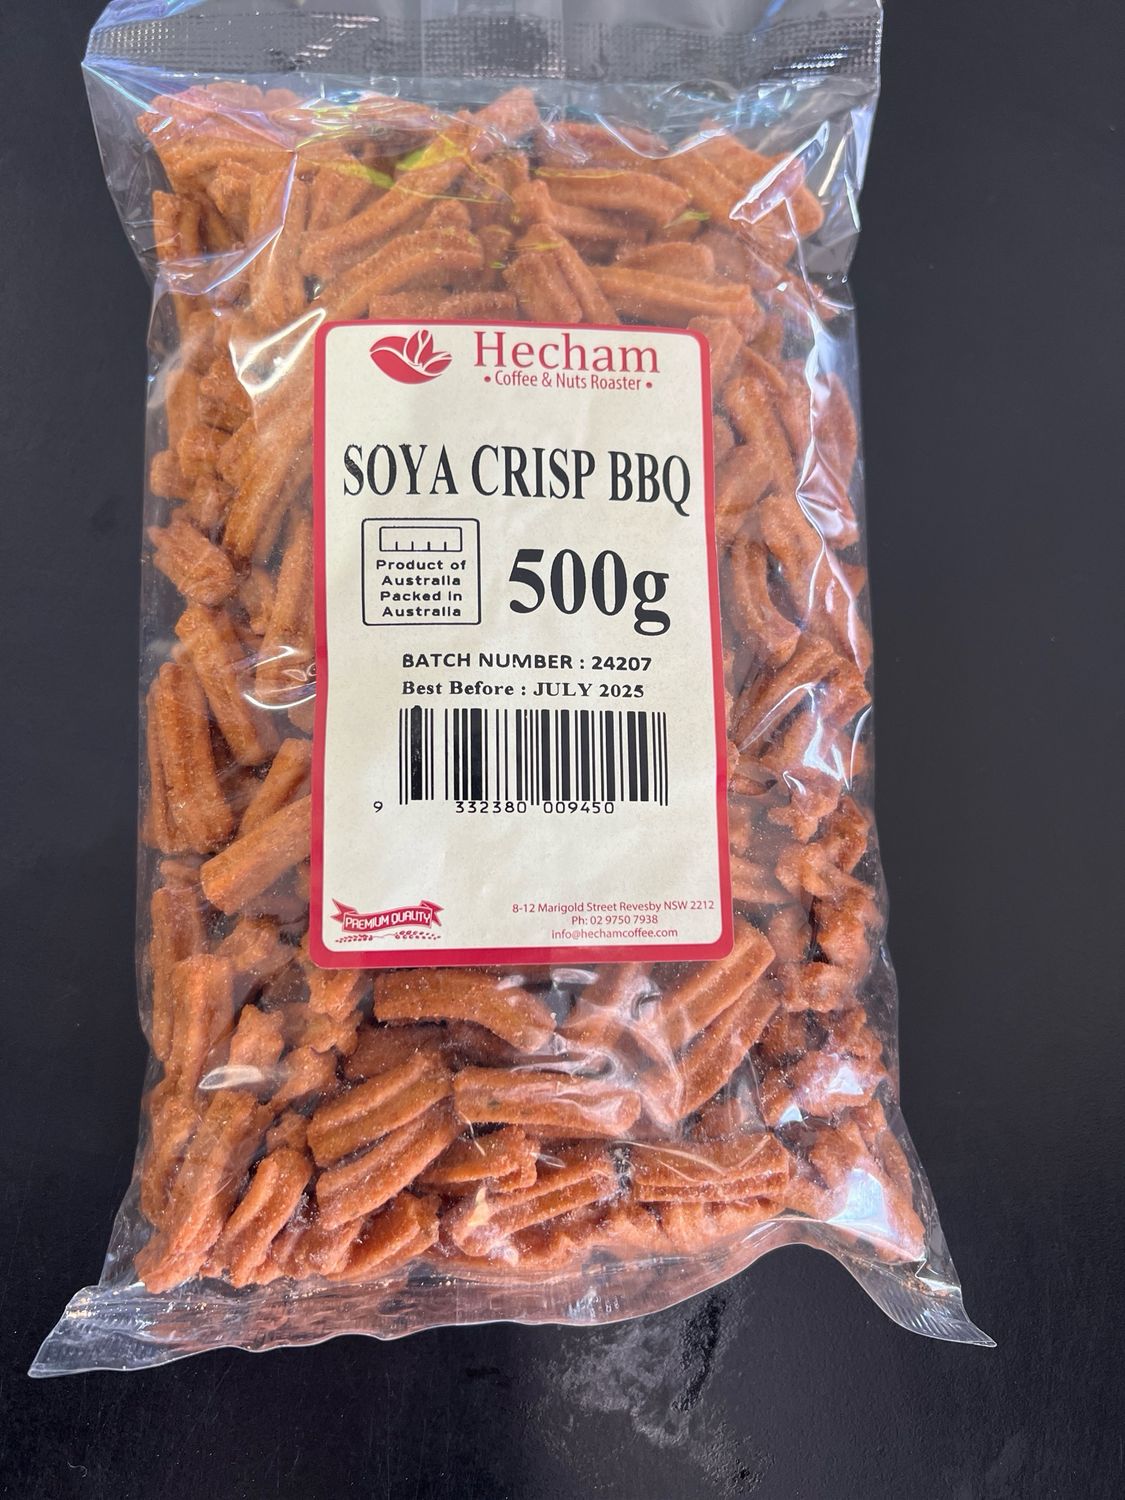 Hecham
• Coffee & Nuts Roaster •
SOYA CRISP BBQ
Product of
Australia
Packed in
Australia
500g
BATCH NUMBER : 24207
Best Before : JULY 2025
9 332380 009450
PREMIUM QUALITY
8-12 Marigold Street Revesby NSW 2212
Ph: 02 9750 7938
info@hechamcoffee.com